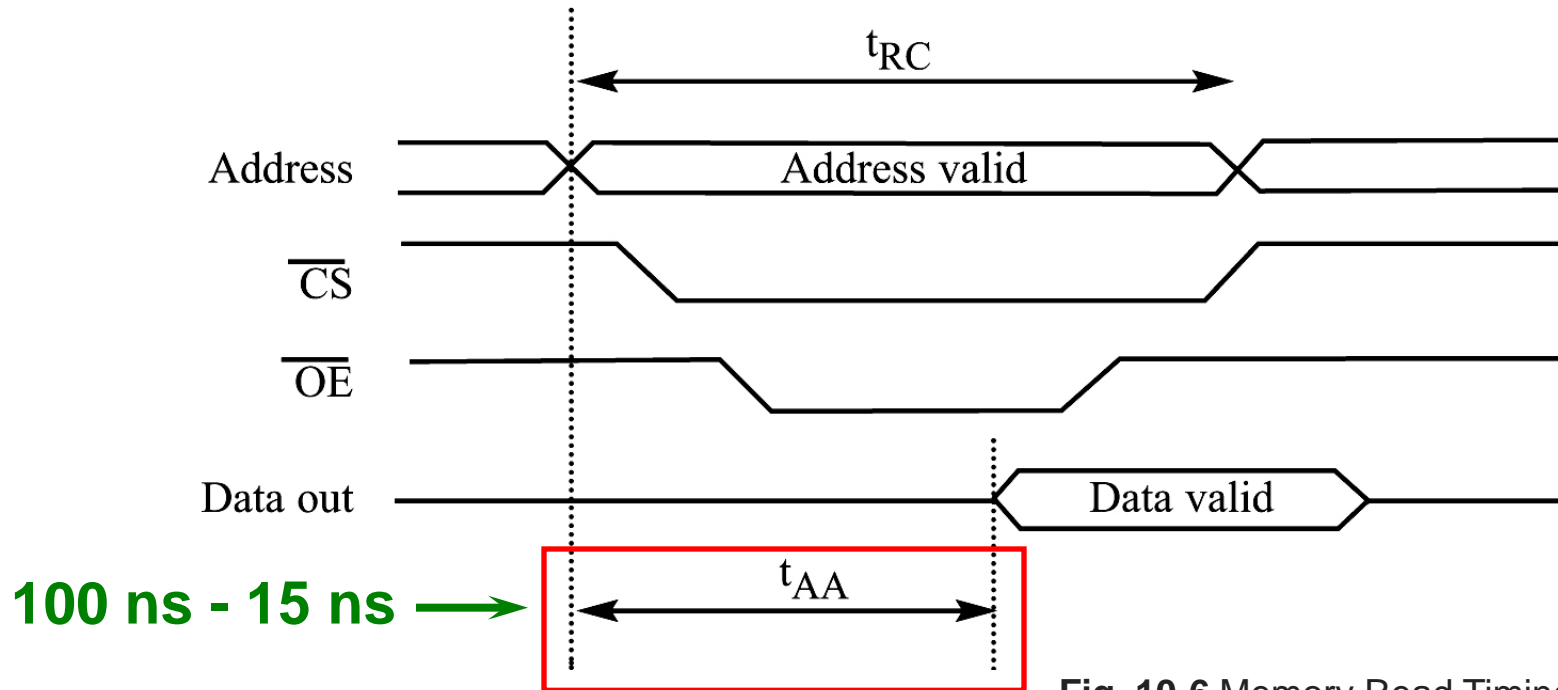 tRC
Address
Address valid
CS
OE
Data out
Data valid
tAA
100 ns - 15 ns
Fig. 10-6 Memory Read Timing